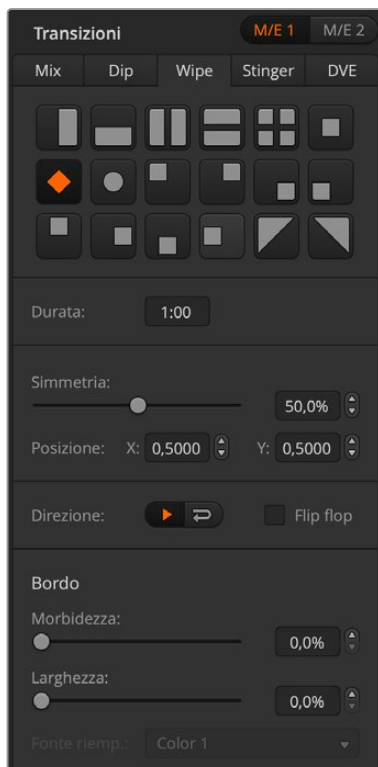 Transizioni M/E 1 M/E 2
Mix Dip Wipe Stinger DVE
Durata: 1:00
Simmetria:
50,0%
Posizione: X: 0,5000 Y: 0,5000
Direzione: Flip flop
Bordo
Morbidezza:
0,0%
Larghezza:
0,0%
Fonte riemp.: Color 1